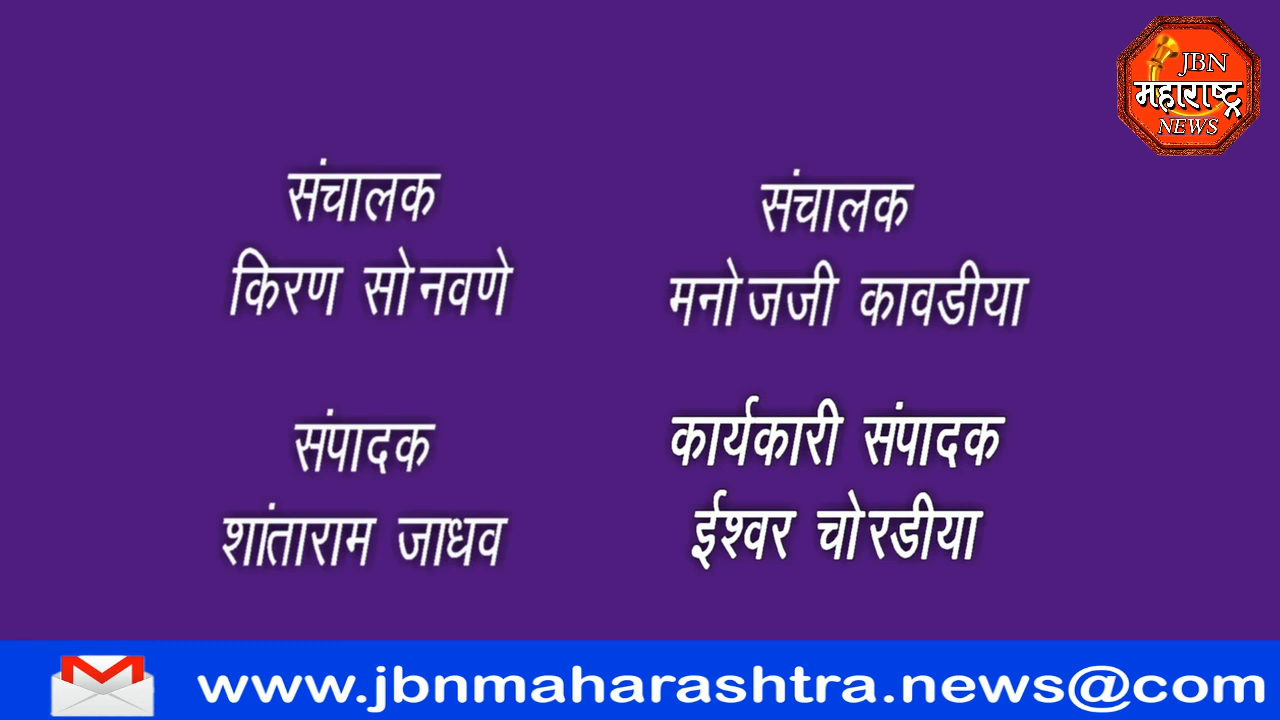 JBN
महाराष्ट्र
NEWS
संचालक
किरण सोनवणे
संचालक
मनोजजी कावडीया
संपादक
शांताराम जाधव
कार्यकारी संपादक
ईश्वर चोरडीया
www.jbnmaharashtra.news@com